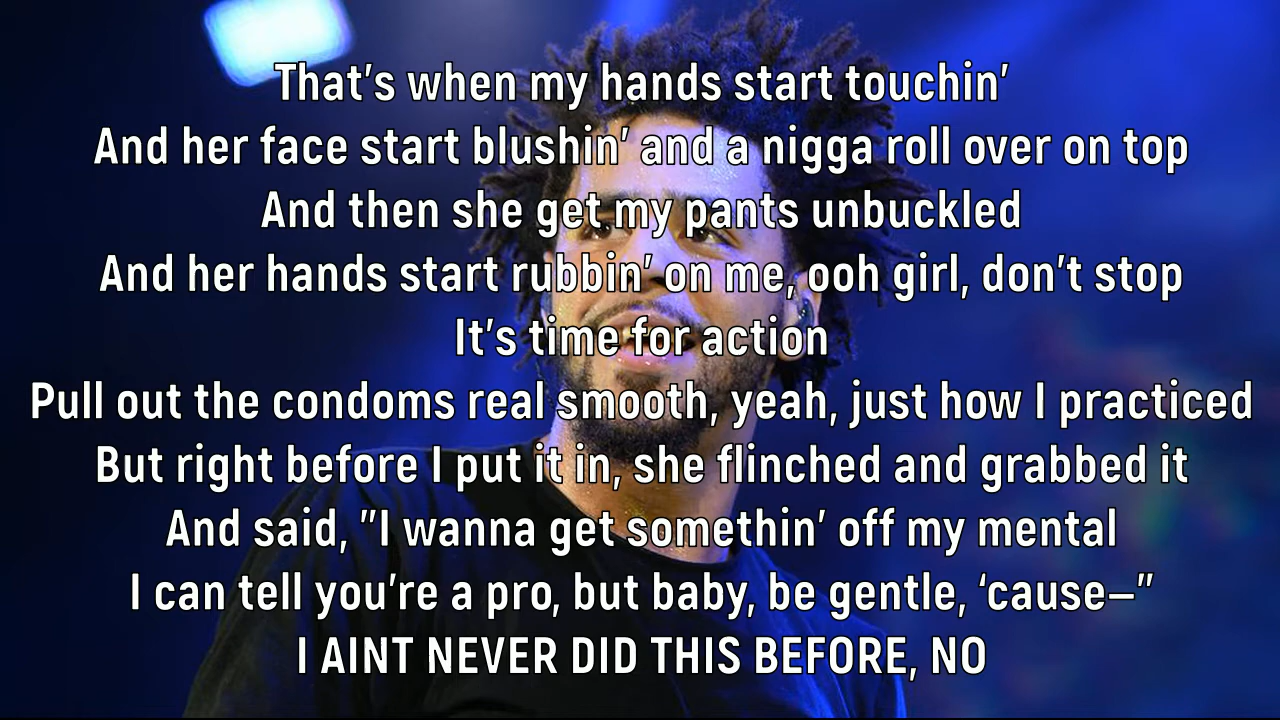 That's when my hands start touchin'
And her face start blushin' and a nigga roll over on top
And then she get my pants unbuckled
And her hands start rubbin' on me, ooh girl, don't stop
It's time for action
Pull out the condoms real smooth, yeah, just how I practiced
But right before I put it in, she flinched and grabbed it
And said, "I wanna get somethin' off my mental
I can tell you're a pro, but baby, be gentle, ‘cause–"
I AINT NEVER DID THIS BEFORE, NO